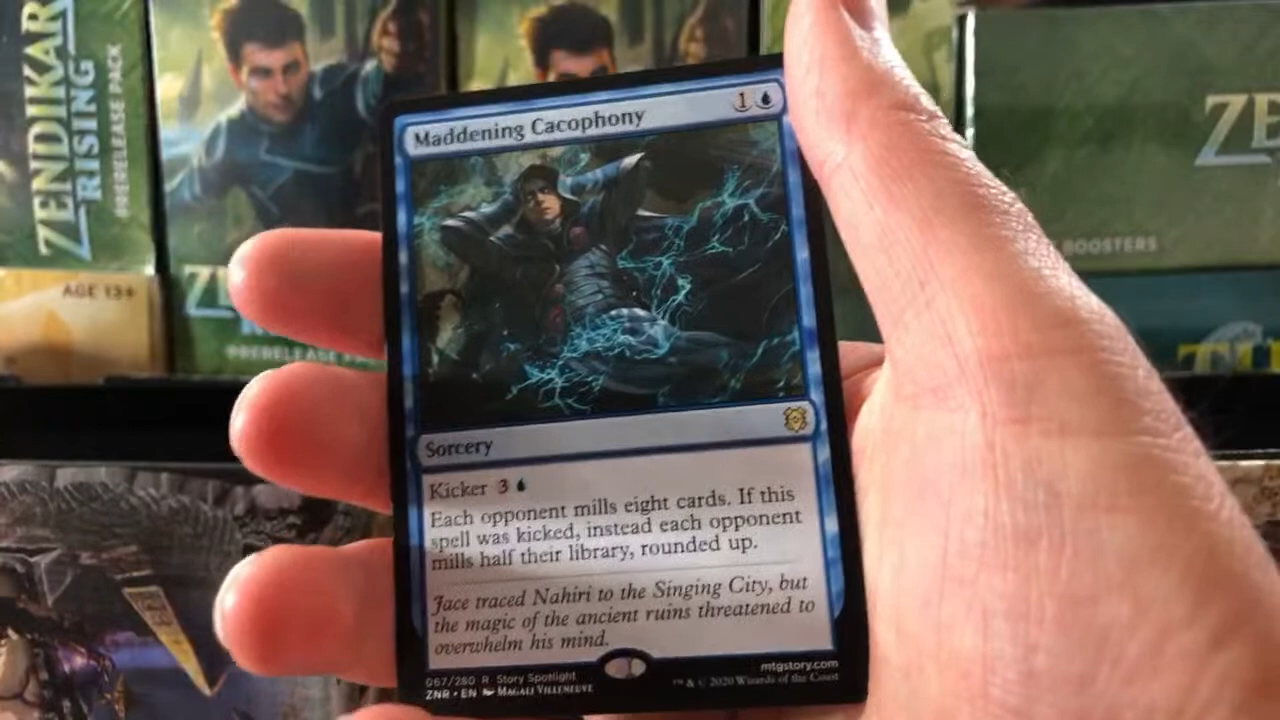 ZENDIKAR
RISING
PRERELEASE PACK
AGE 13+
PRERELEASE
ZE
BOOSTERS
Maddening Cacophony
1
Sorcery
Kicker 3
Each opponent mills eight cards. If this
spell was kicked, instead each opponent
mills half their library, rounded up.
Jace traced Nahiri to the Singing City, but
the magic of the ancient ruins threatened to
overwhelm his mind.
067/280 R Story Spotlight
ZNR • EN MAGALI VILLENEUVE
mtgstory.com
™ & © 2020 Wizards of the Coast